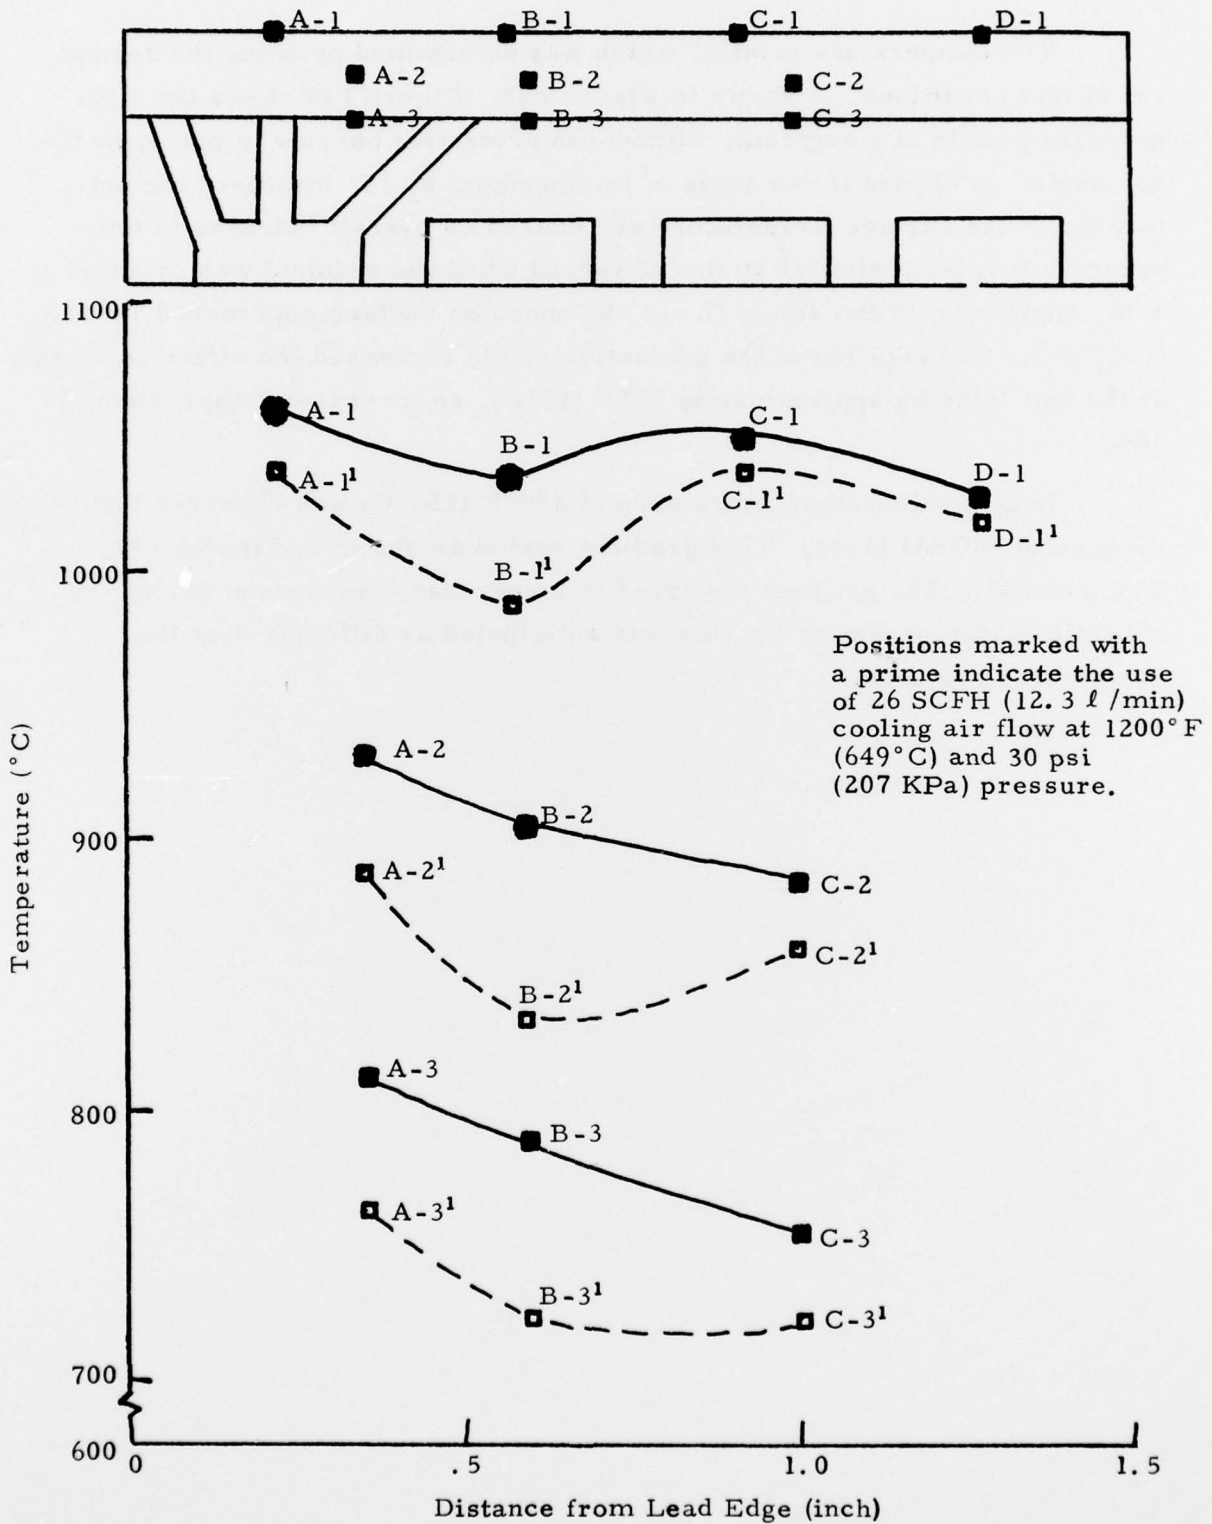 A-1 B-1 C-1 D-1
A-2 B-2 C-2
A-3 B-3 C-3
1100
A-1
B-1
C-1
D-1
A-1¹
C-1¹
D-1¹
B-1¹
1000
Positions marked with
a prime indicate the use
of 26 SCFH (12.3 ℓ /min)
cooling air flow at 1200°F
(649°C) and 30 psi
(207 KPa) pressure.
Temperature (°C)
A-2
B-2
900
A-2¹
C-2
C-2¹
B-2¹
A-3
800
B-3
A-3¹
C-3
B-3¹
C-3¹
700
600
0 .5 1.0 1.5
Distance from Lead Edge (inch)